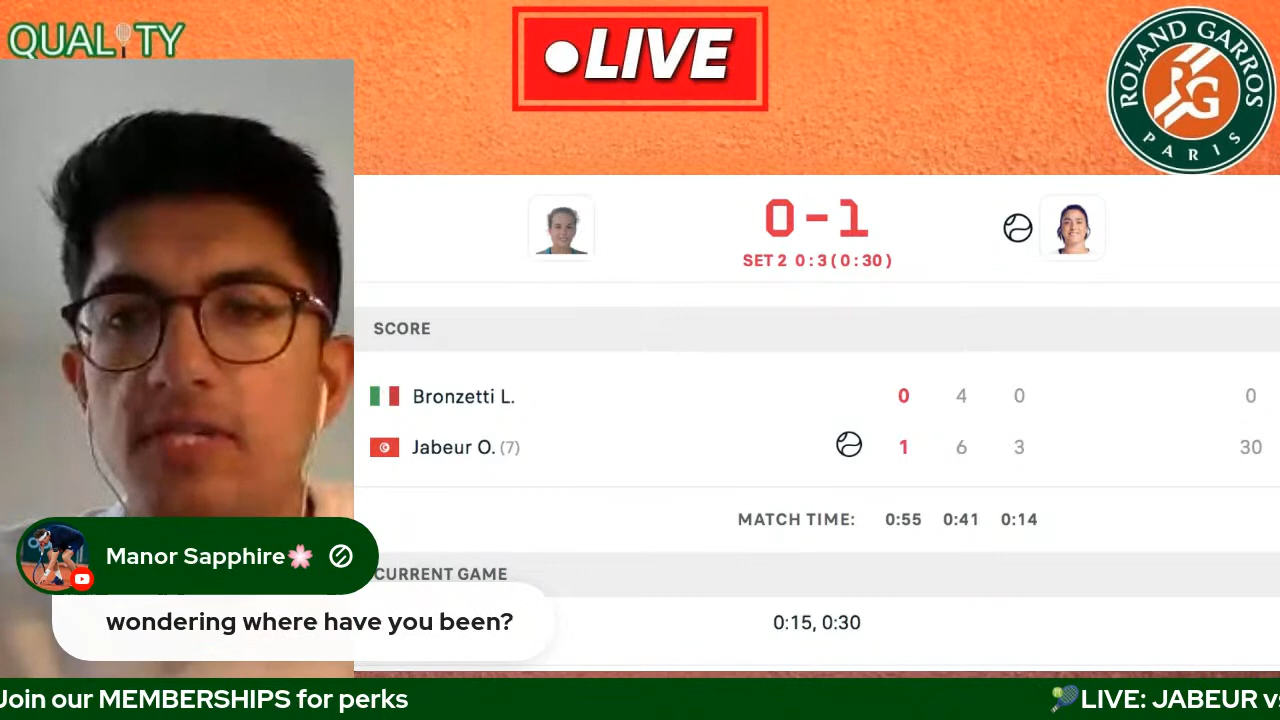 QUALITY
LIVE
ROLAND GARROS
RG
PARIS
0-1
SET 2 0:3(0:30)
SCORE
Bronzetti L. 0 4 0 0
Jabeur O. (7) 1 6 3 30
MATCH TIME: 0:55 0:41 0:14
CURRENT GAME
0:15, 0:30
Manor Sapphire🌸
wondering where have you been?
Join our MEMBERSHIPS for perks
🎾LIVE: JABEUR v